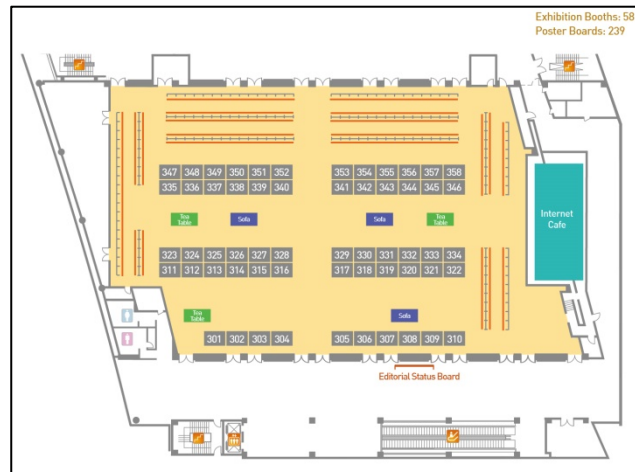 Exhibition Booths: 58
Poster Boards: 239
347 348 349 350 351 352
353 354 355 356 357 358
335 336 337 338 339 340
341 342 343 344 345 346
Tea
Table
Sofa
Sofa
Tea
Table
Internet
Cafe
323 324 325 326 327 328
329 330 331 332 333 334
311 312 313 314 315 316
317 318 319 320 321 322
Tea
Table
Sofa
301 302 303 304
305 306 307 308 309 310
Editorial Status Board